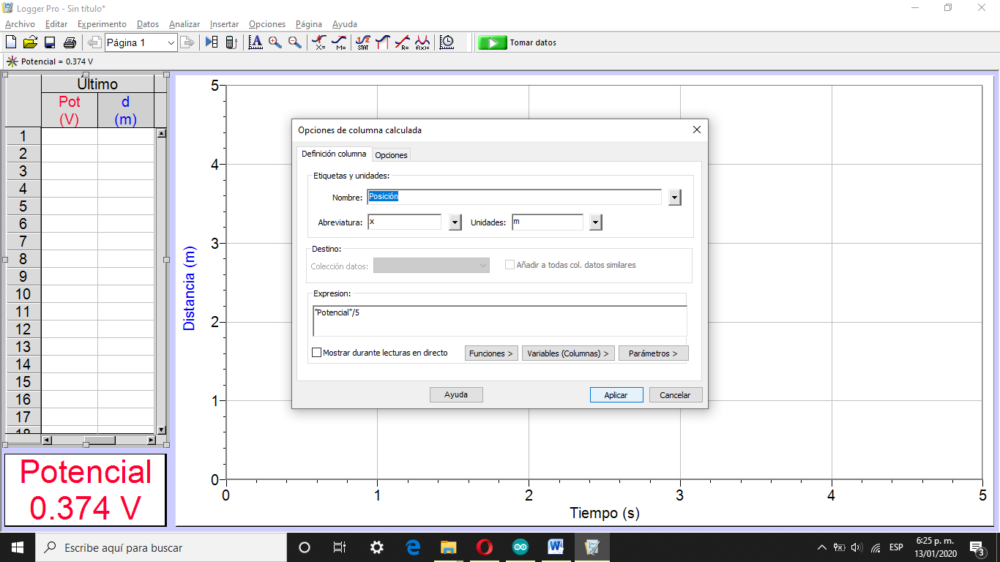 Logger Pro - Sin título*
Archivo Editar Experimento Datos Analizar Insertar Opciones Página Ayuda
Página 1
X= M= STAT R= f(x)=
Tomar datos
Potencial = 0.374 V
Último
Pot d
(V) (m)
1
2
3
4
5
6
7
8
9
10
11
12
13
14
15
16
17
18
Potencial
0.374 V
5
4
3
2
1
0
Distancia (m)
0 1 2 3 4 5
Tiempo (s)
Opciones de columna calculada
Definición columna Opciones
Etiquetas y unidades:
Nombre: Posición
Abreviatura: x Unidades: m
Destino:
Colección datos: Añadir a todas col. datos similares
Expresion:
"Potencial"/5
Mostrar durante lecturas en directo Funciones > Variables (Columnas) > Parámetros >
Ayuda Aplicar Cancelar
Escribe aquí para buscar
ESP
6:25 p. m.
13/01/2020
3